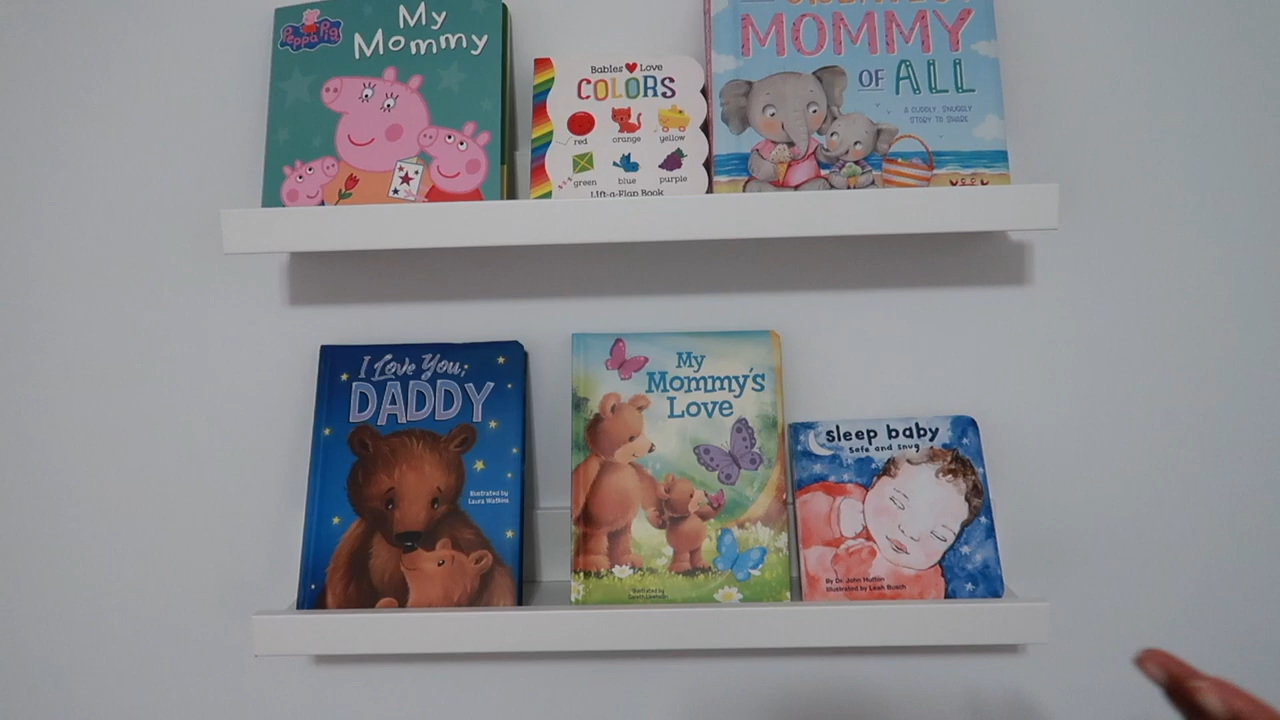 Peppa Pig
My
Mommy
Babies Love
COLORS
red
orange
yellow
green
blue
purple
Lift-a-Flap Book
MOMMY
OF ALL
A CUDDLY, SNUGGLY
STORY TO SHARE
I Love You,
DADDY
Illustrated by
Laura Watkins
My
Mommy's
Love
Illustrated by
sleep baby
safe and snug
By Dr. John Hutton
Illustrated by Leah Busch